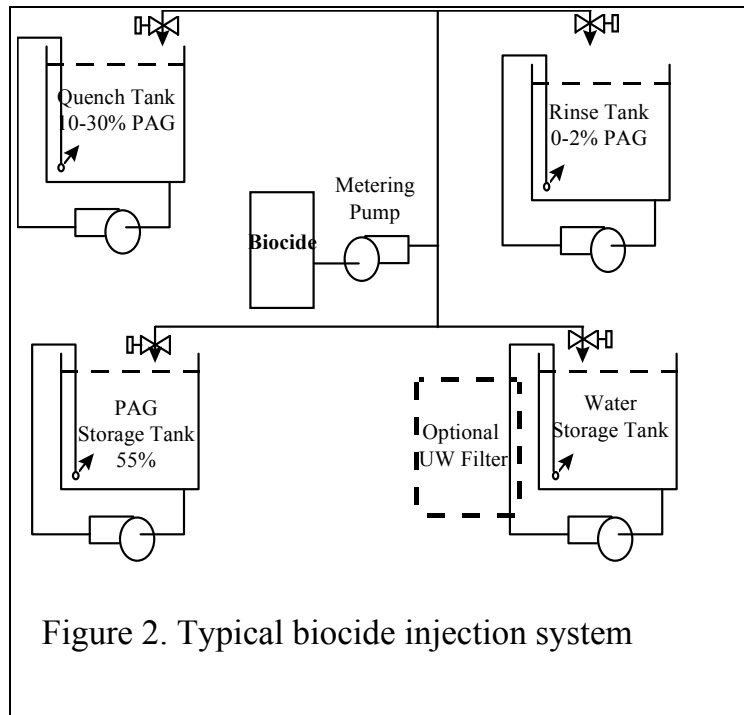 Quench Tank
10-30% PAG
Rinse Tank
0-2% PAG
Metering
Pump
Biocide
PAG
Storage Tank
55%
Optional
UW Filter
Water
Storage Tank
Figure 2. Typical biocide injection system